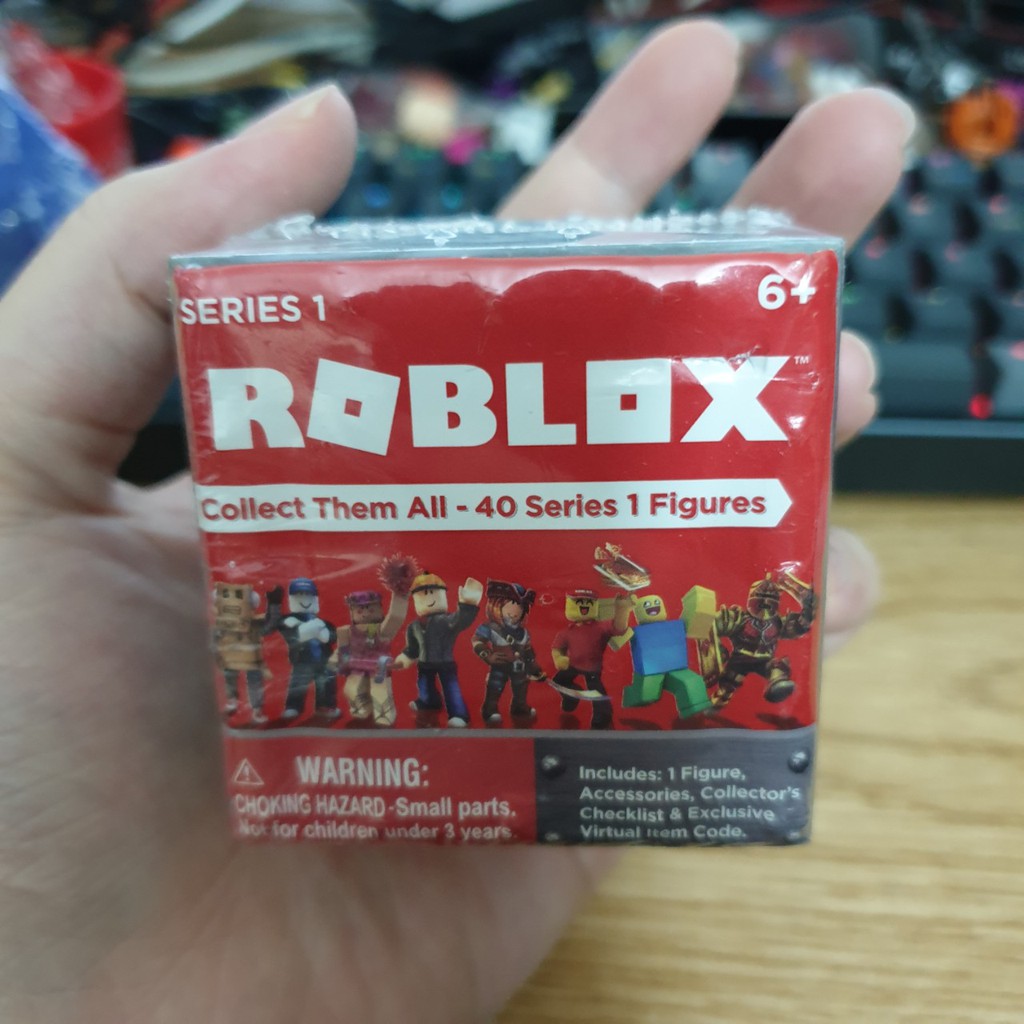 SERIES 1
6+
ROBLOX™
Collect Them All - 40 Series 1 Figures
WARNING:
CHOKING HAZARD - Small parts.
Not for children under 3 years.
Includes: 1 Figure,
Accessories, Collector's
Checklist & Exclusive
Virtual Item Code.